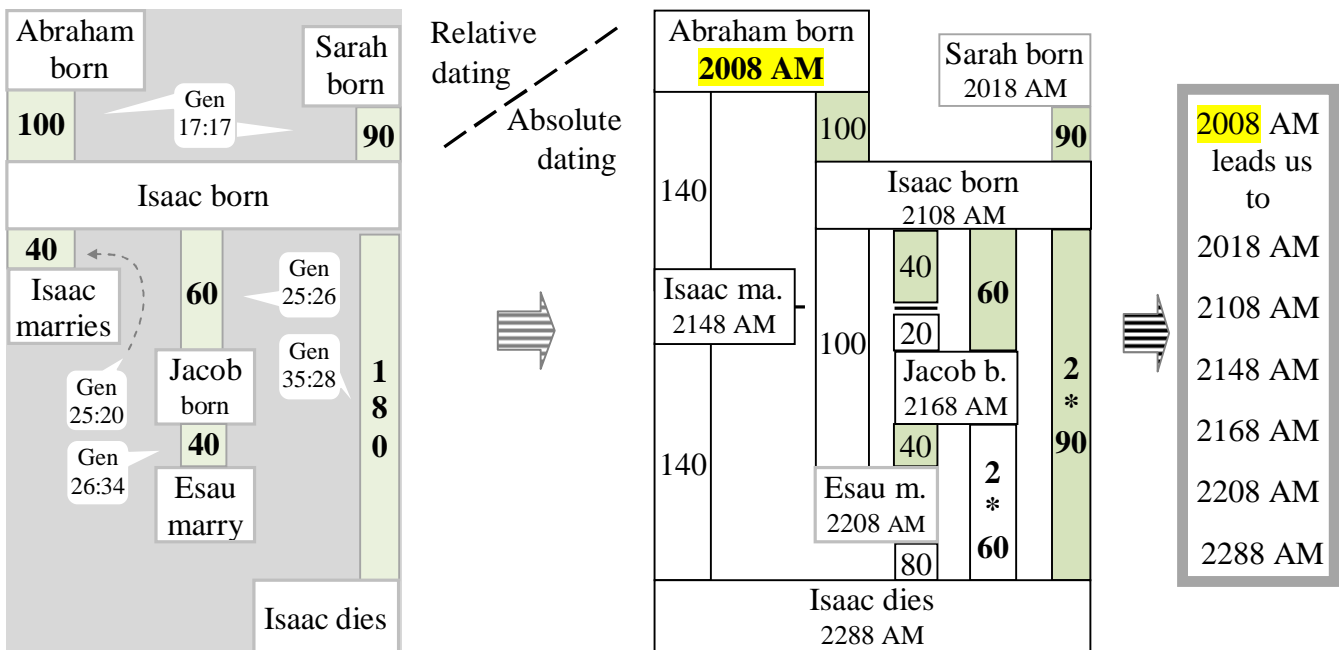 Abraham
born
Sarah
born
100
Gen
17:17
90
Isaac born
40
Isaac
marries
60
Gen
25:26
Gen
25:20
Jacob
born
Gen
35:28
1
8
0
40
Gen
26:34
Esau
marry
Isaac dies
Relative
dating
Absolute
dating
Abraham born
2008 AM
Sarah born
2018 AM
100
90
140
Isaac born
2108 AM
Isaac ma.
2148 AM
40
60
20
100
Jacob b.
2168 AM
2
*
90
140
40
Esau m.
2208 AM
2
*
60
80
Isaac dies
2288 AM
2008 AM
leads us
to
2018 AM
2108 AM
2148 AM
2168 AM
2208 AM
2288 AM